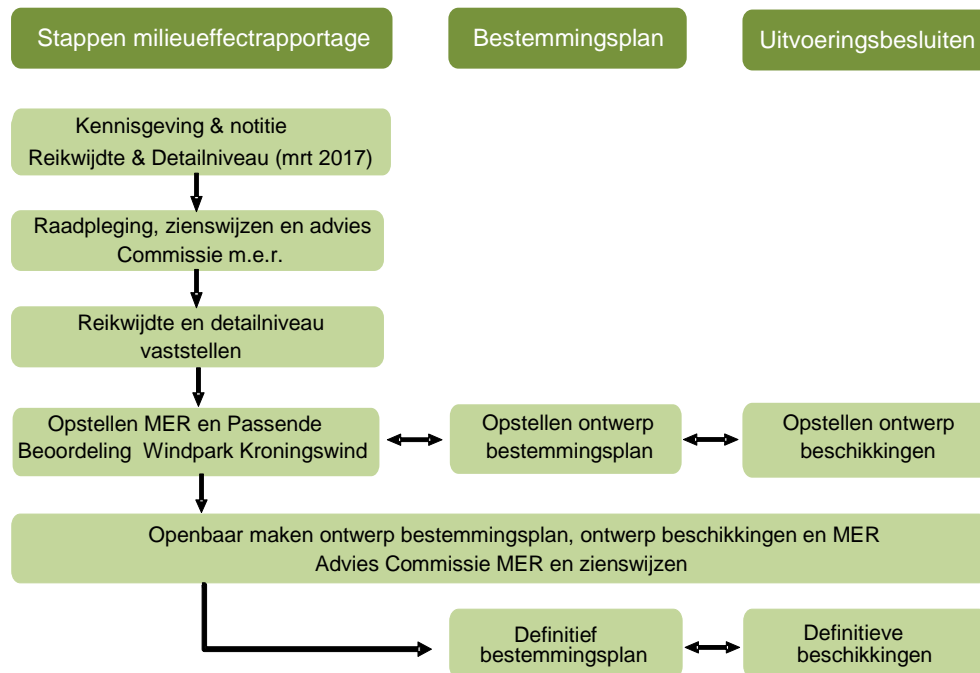 Stappen milieueffectrapportage
Bestemmingsplan
Uitvoeringsbesluiten
Kennisgeving & notitie
Reikwijdte & Detailniveau (mrt 2017)
Raadpleging, zienswijzen en advies
Commissie m.e.r.
Reikwijdte en detailniveau
vaststellen
Opstellen MER en Passende
Beoordeling Windpark Kroningswind
Opstellen ontwerp
bestemmingsplan
Opstellen ontwerp
beschikkingen
Openbaar maken ontwerp bestemmingsplan, ontwerp beschikkingen en MER
Advies Commissie MER en zienswijzen
Definitief
bestemmingsplan
Definitieve
beschikkingen